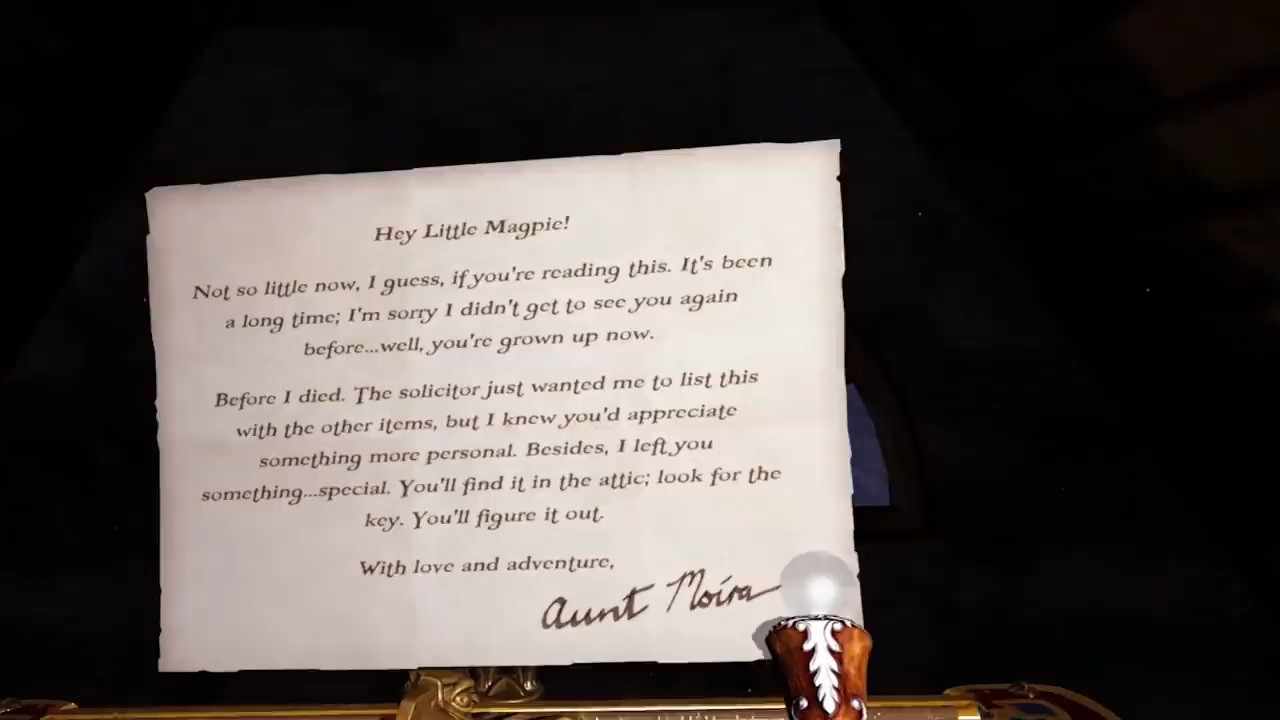 Hey Little Magpie!
Not so little now, I guess, if you're reading this. It's been
a long time; I'm sorry I didn't get to see you again
before...well, you're grown up now.
Before I died. The solicitor just wanted me to list this
with the other items, but I knew you'd appreciate
something more personal. Besides, I left you
something...special. You'll find it in the attic; look for the
key. You'll figure it out.
With love and adventure,
Aunt Moira